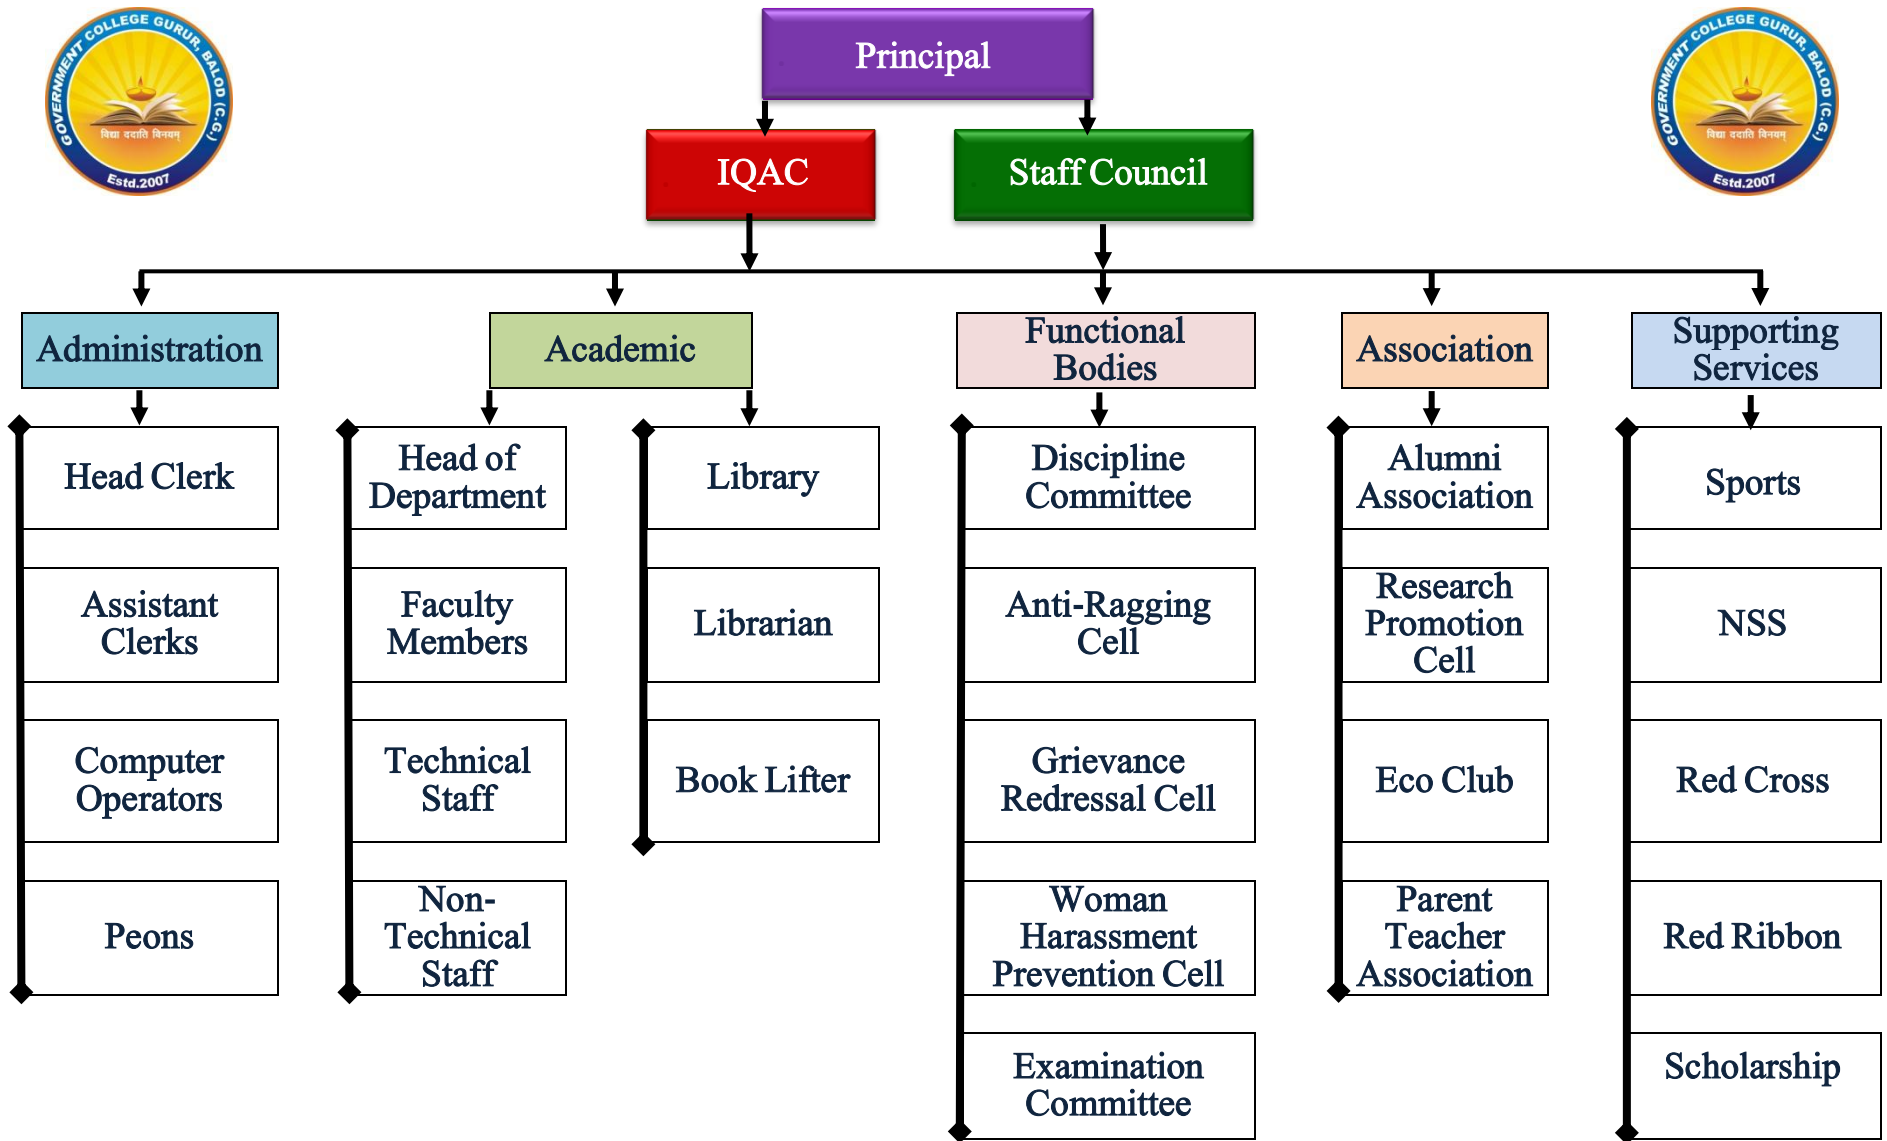 GOVERNMENT COLLEGE GURUR, BALOD (C.G.)
विद्या ददाति विनयम्
Estd.2007
Principal
GOVERNMENT COLLEGE GURUR, BALOD (C.G.)
विद्या ददाति विनयम्
Estd.2007
IQAC
Staff Council
Administration
Academic
Functional
Bodies
Association
Supporting
Services
Head Clerk
Assistant
Clerks
Computer
Operators
Peons
Head of
Department
Faculty
Members
Technical
Staff
Non-
Technical
Staff
Library
Librarian
Book Lifter
Discipline
Committee
Anti-Ragging
Cell
Grievance
Redressal Cell
Woman
Harassment
Prevention Cell
Examination
Committee
Alumni
Association
Research
Promotion
Cell
Eco Club
Parent
Teacher
Association
Sports
NSS
Red Cross
Red Ribbon
Scholarship